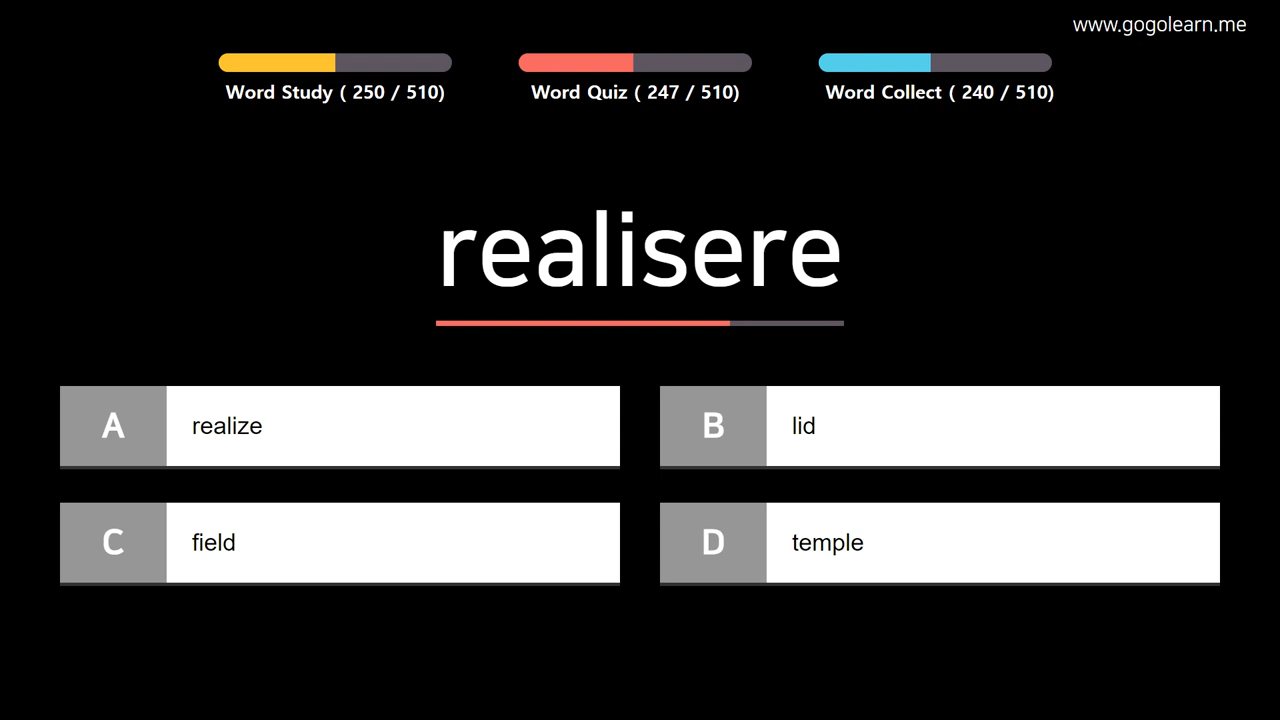 www.gogolearn.me
Word Study ( 250 / 510)
Word Quiz ( 247 / 510)
Word Collect ( 240 / 510)
realisere
A realize
B lid
C field
D temple